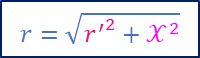 r = √(r′² + 𝒳²)